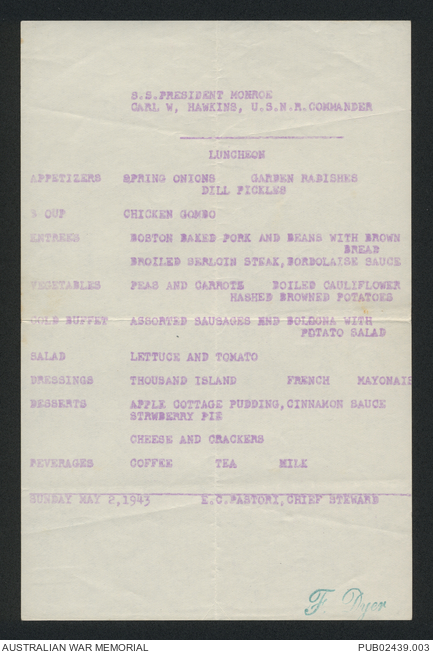 S.S.PRESIDENT MONROE
CARL W, HAWKINS, U.S.N.R.COMMANDER
LUNCHEON
APPETIZERS SPRING ONIONS GARDEN RADISHES
DILL PICKLES
S OUP CHICKEN GOMBO
ENTREES BOSTON BAKED PORK AND BEANS WITH BROWN
BREAD
BROILED SERLOIN STEAK,BORDOLAISE SAUCE
VEGETABLES PEAS AND CARROTS BOILED CAULIFLOWER
HASHED BROWNED POTATOES
COLD BUFFET ASSORTED SAUSAGES END BOLOGNA WITH
POTATO SALAD
SALAD LETTUCE AND TOMATO
DRESSINGS THOUSAND ISLAND FRENCH MAYONAIS
DESSERTS APPLE COTTAGE PUDDING,CINNAMON SAUCE
STRWBERRY PIE
CHEESE AND CRACKERS
BEVERAGES COFFEE TEA MILK
SUNDAY MAY 2,1943 E.C.PASTORI,CHIEF STEWARD
F. Dyer
AUSTRALIAN WAR MEMORIAL PUB02439.003